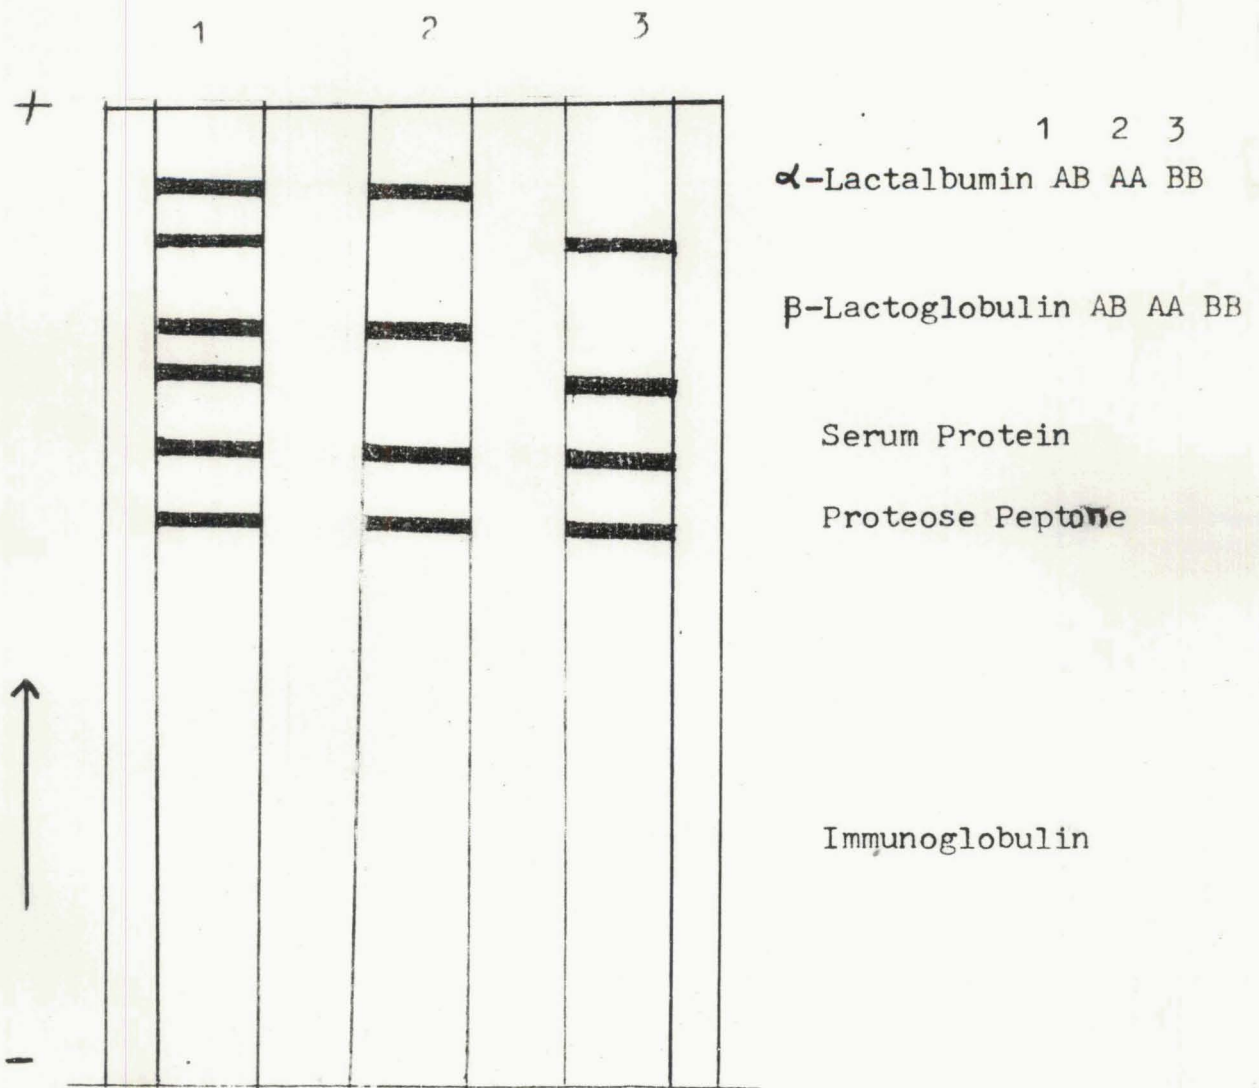 1 2 3
+
1 2 3
α-Lactalbumin AB AA BB
β-Lactoglobulin AB AA BB
Serum Protein
Proteose Peptone
Immunoglobulin
-